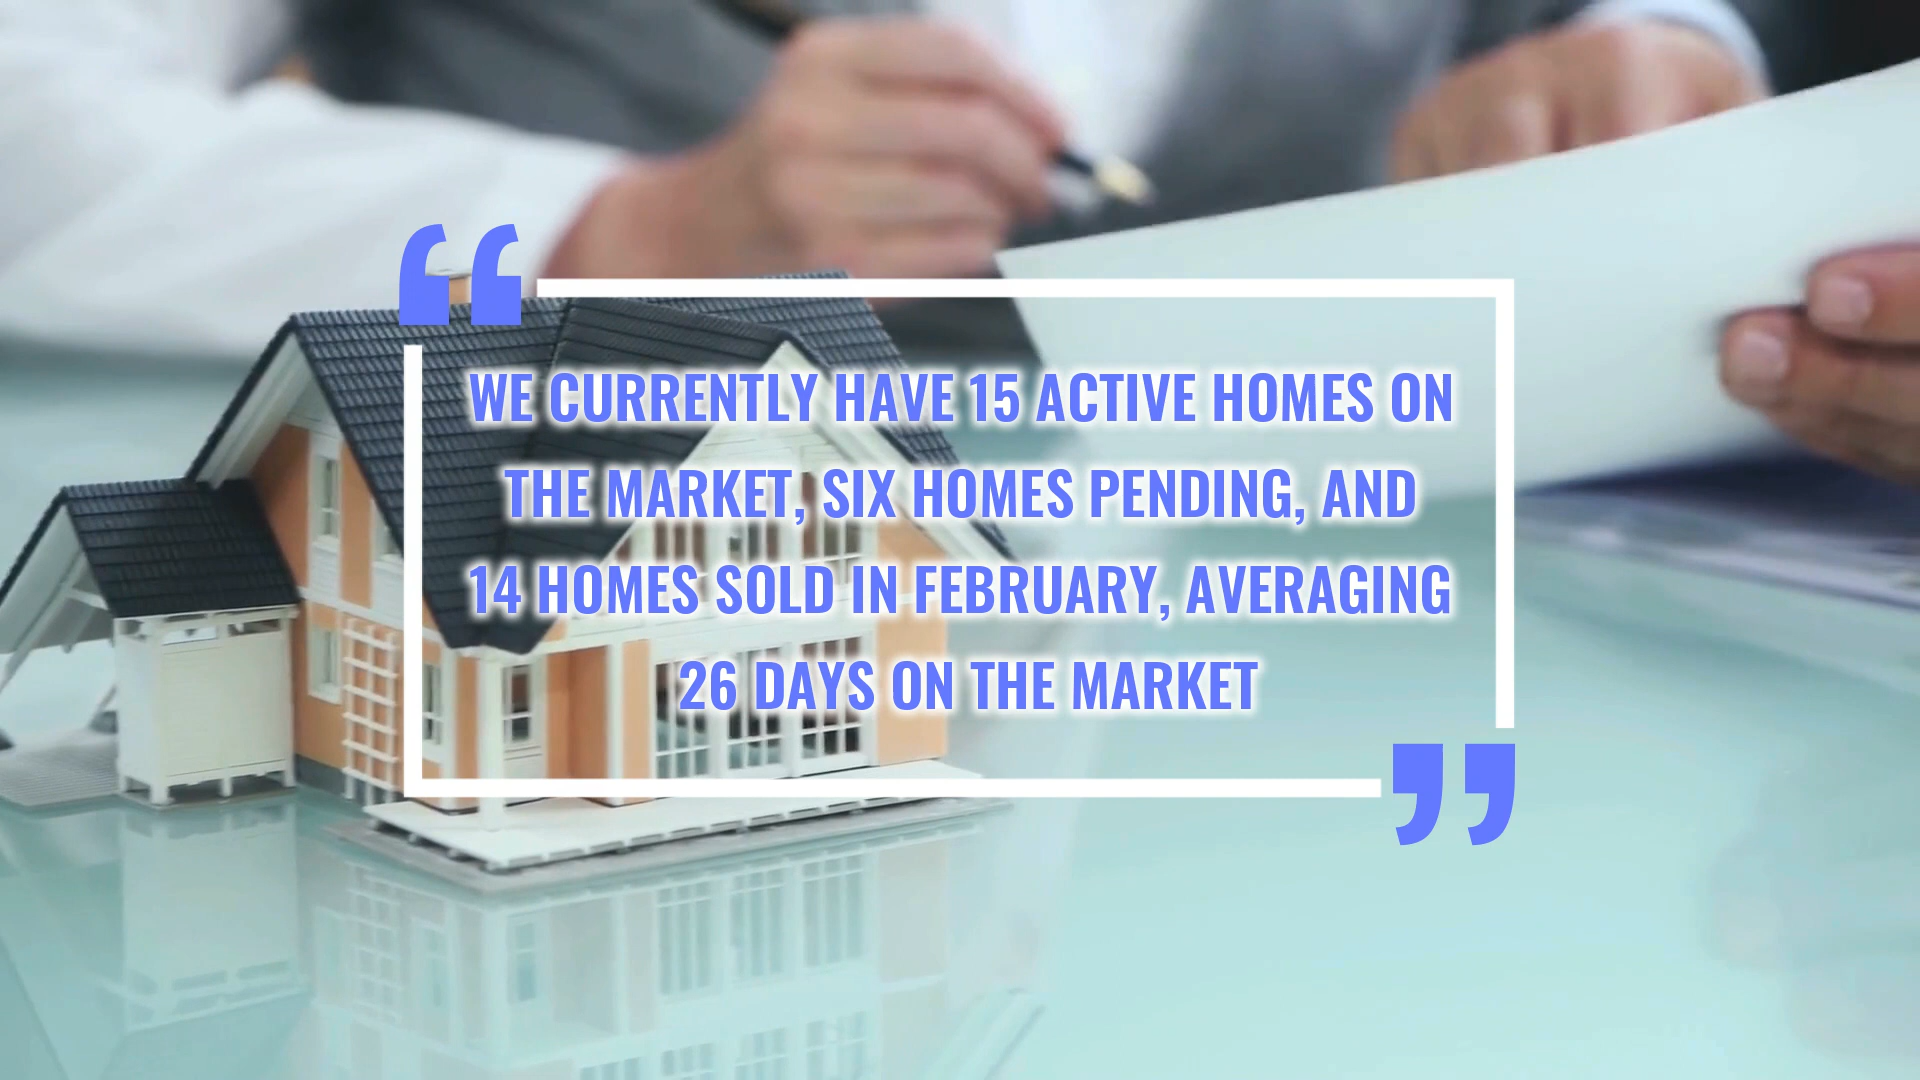 “
WE CURRENTLY HAVE 15 ACTIVE HOMES ON
THE MARKET, SIX HOMES PENDING, AND
14 HOMES SOLD IN FEBRUARY, AVERAGING
26 DAYS ON THE MARKET
”